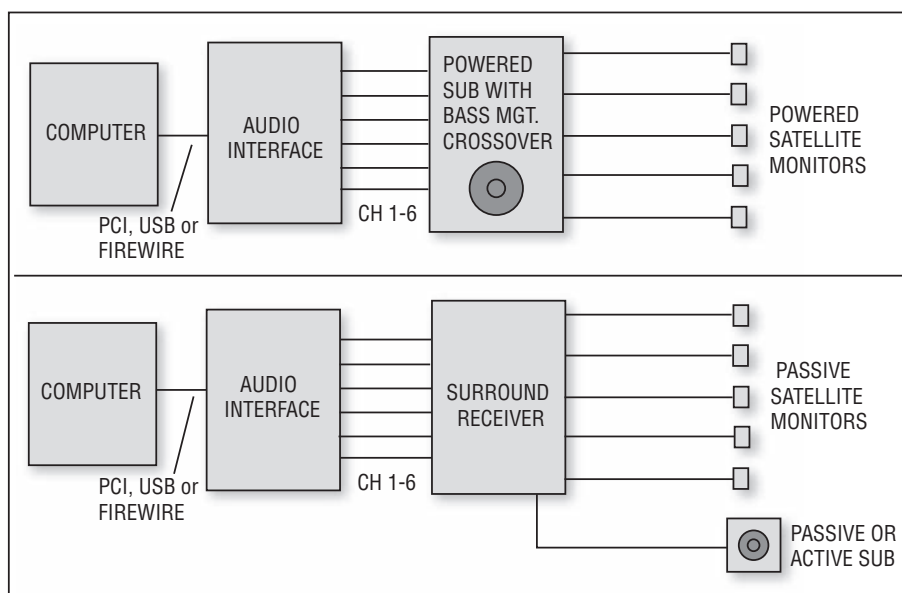 COMPUTER
PCI, USB or
FIREWIRE
AUDIO
INTERFACE
CH 1-6
POWERED
SUB WITH
BASS MGT.
CROSSOVER
POWERED
SATELLITE
MONITORS
COMPUTER
PCI, USB or
FIREWIRE
AUDIO
INTERFACE
CH 1-6
SURROUND
RECEIVER
PASSIVE
SATELLITE
MONITORS
PASSIVE OR
ACTIVE SUB